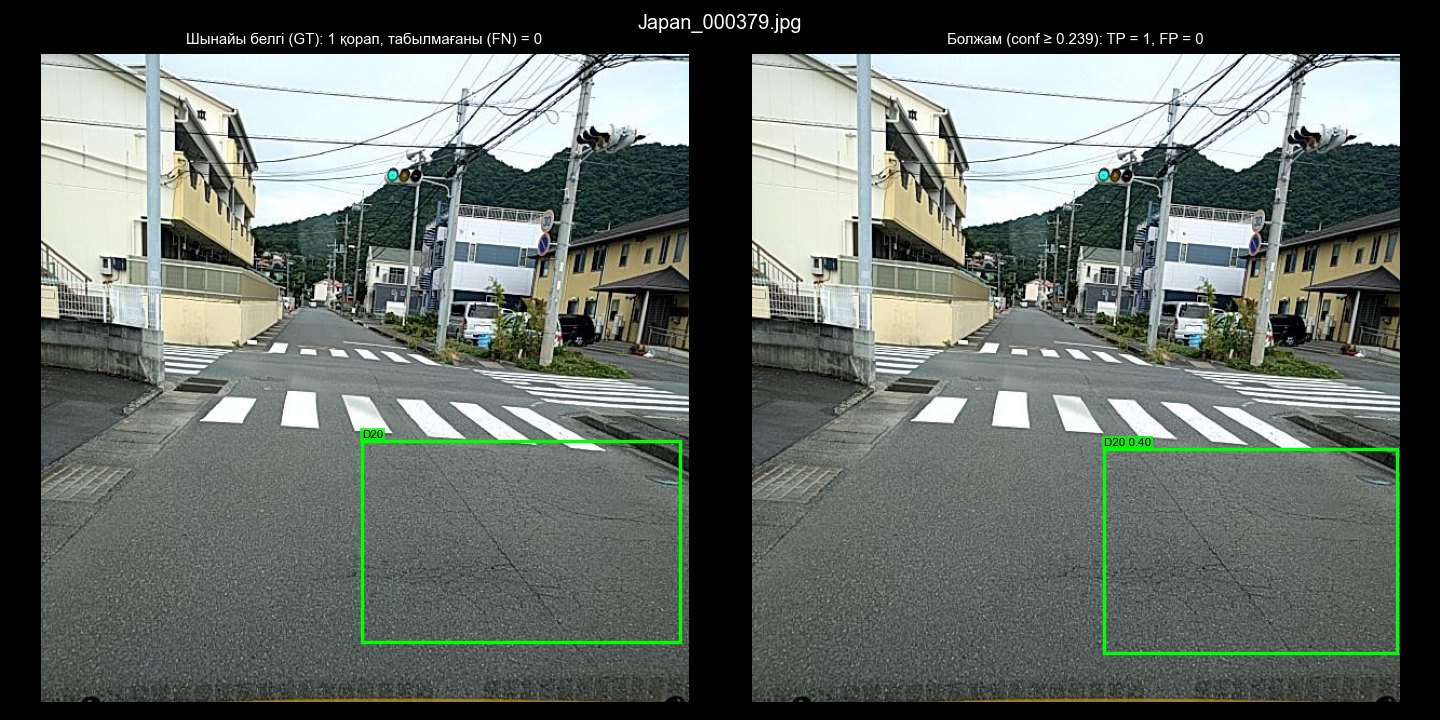 Japan_000379.jpg
Шынайы белгі (GT): 1 қорап, табылмағаны (FN) = 0
Болжам (conf ≥ 0.239): TP = 1, FP = 0
D20
D20 0.40